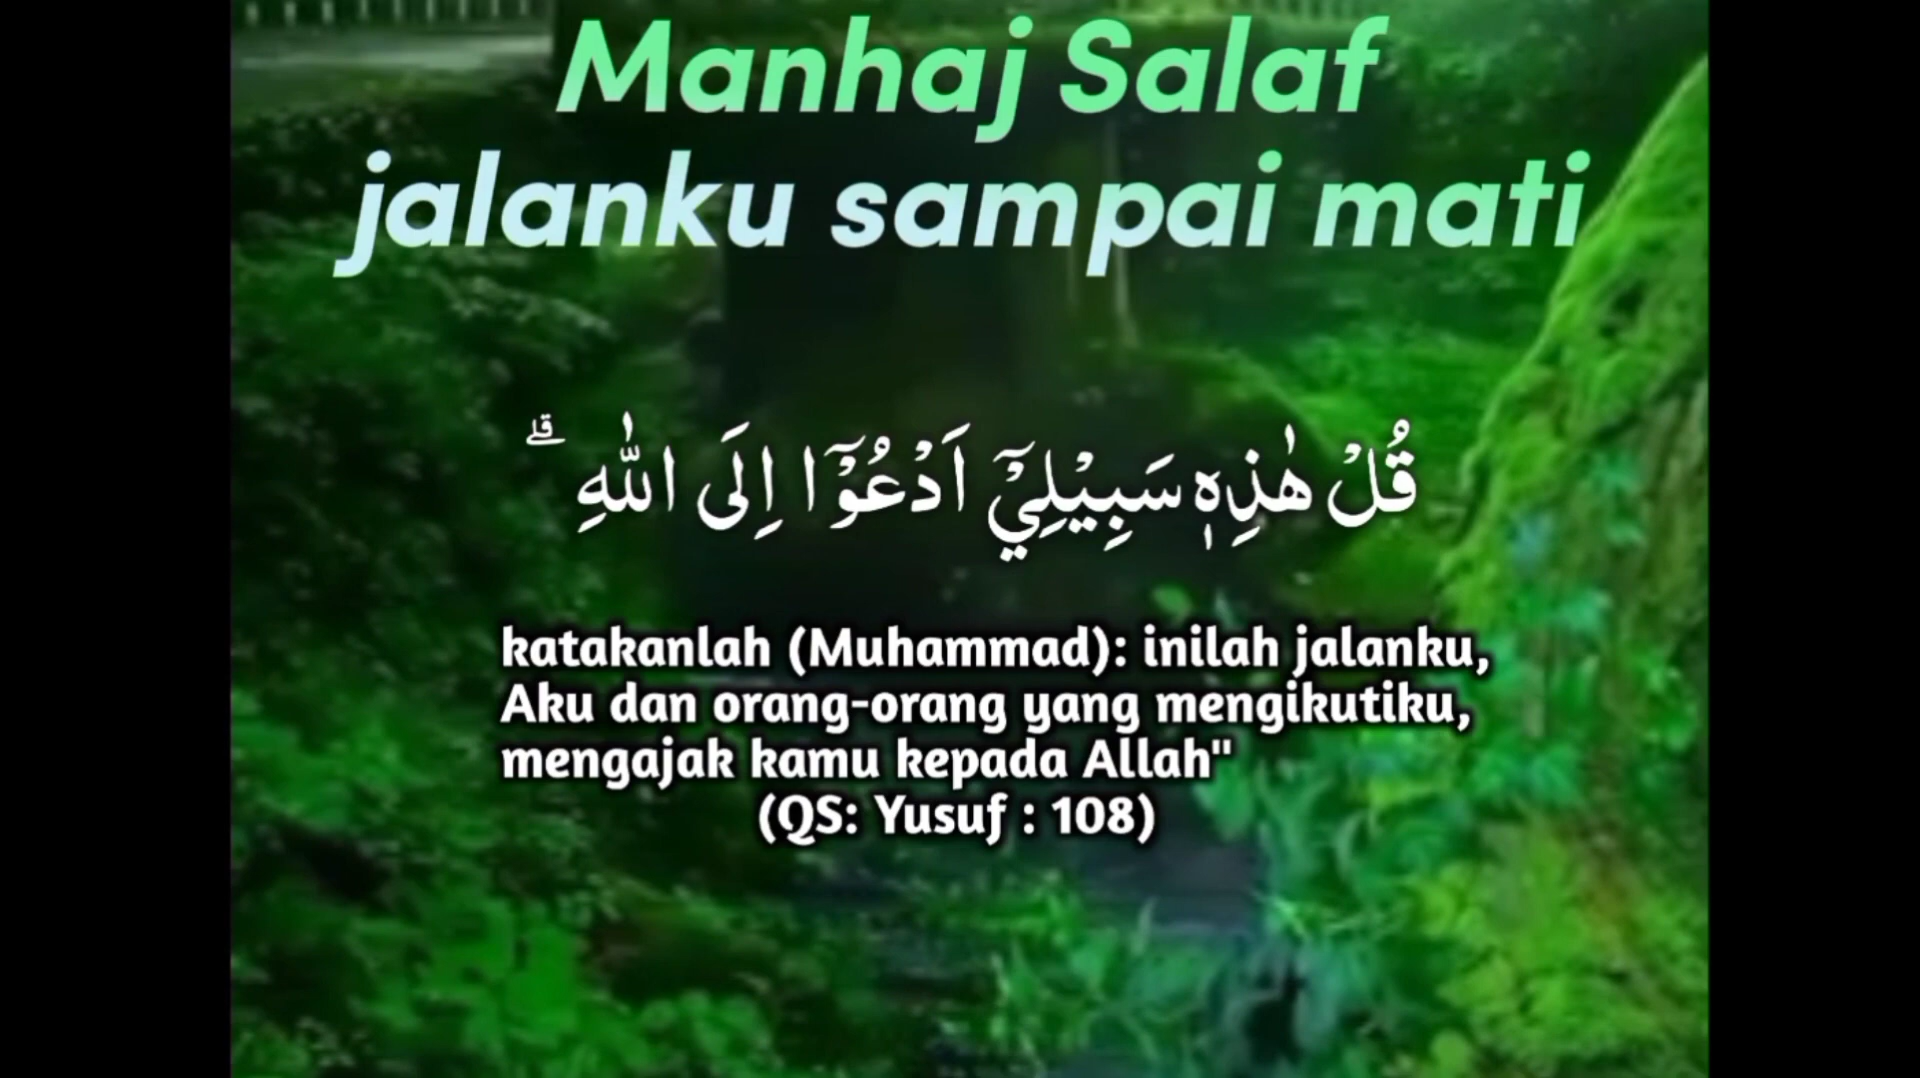 Manhaj Salaf
jalanku sampai mati
قُلْ هٰذِهٖ سَبِيْلِيْٓ اَدْعُوْٓا اِلَى اللّٰهِ ۗ
katakanlah (Muhammad): inilah jalanku,
Aku dan orang-orang yang mengikutiku,
mengajak kamu kepada Allah"
(QS: Yusuf : 108)